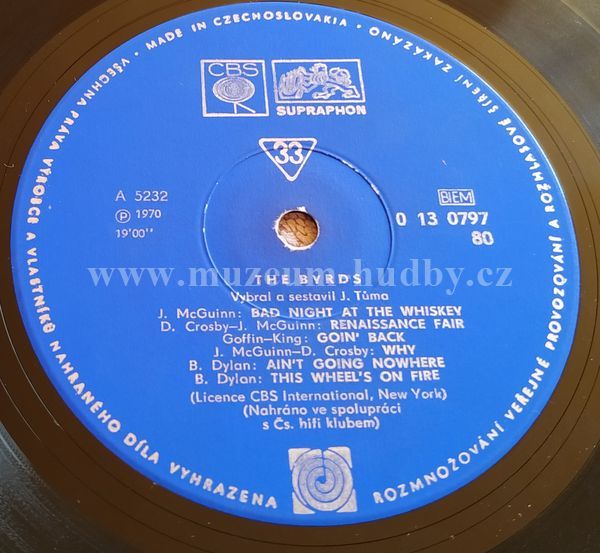 • MADE IN CZECHOSLOVAKIA •
VŠECHNA PRÁVA VÝROBCE A VLASTNÍKŮ NAHRANÉHO DÍLA VYHRAZENA
ROZMNOŽOVÁNÍ VEŘEJNÉ PROVOZOVÁNÍ A ROZHLASOVÉ ŠÍŘENÍ ZAKÁZÁNO
CBS
SUPRAPHON
33
A 5232
Ⓟ 1970
19'00''
BIEM
0 13 0797
80
www.muzeum-hudby.cz
THE BYRDS
Vybral a sestavil J. Tůma
J. McGuinn: BAD NIGHT AT THE WHISKEY
D. Crosby–J. McGuinn: RENAISSANCE FAIR
Goffin–King: GOIN' BACK
J. McGuinn–D. Crosby: WHY
B. Dylan: AIN'T GOING NOWHERE
B. Dylan: THIS WHEEL'S ON FIRE
(Licence CBS International, New York)
(Nahráno ve spolupráci
s Čs. hifi klubem)